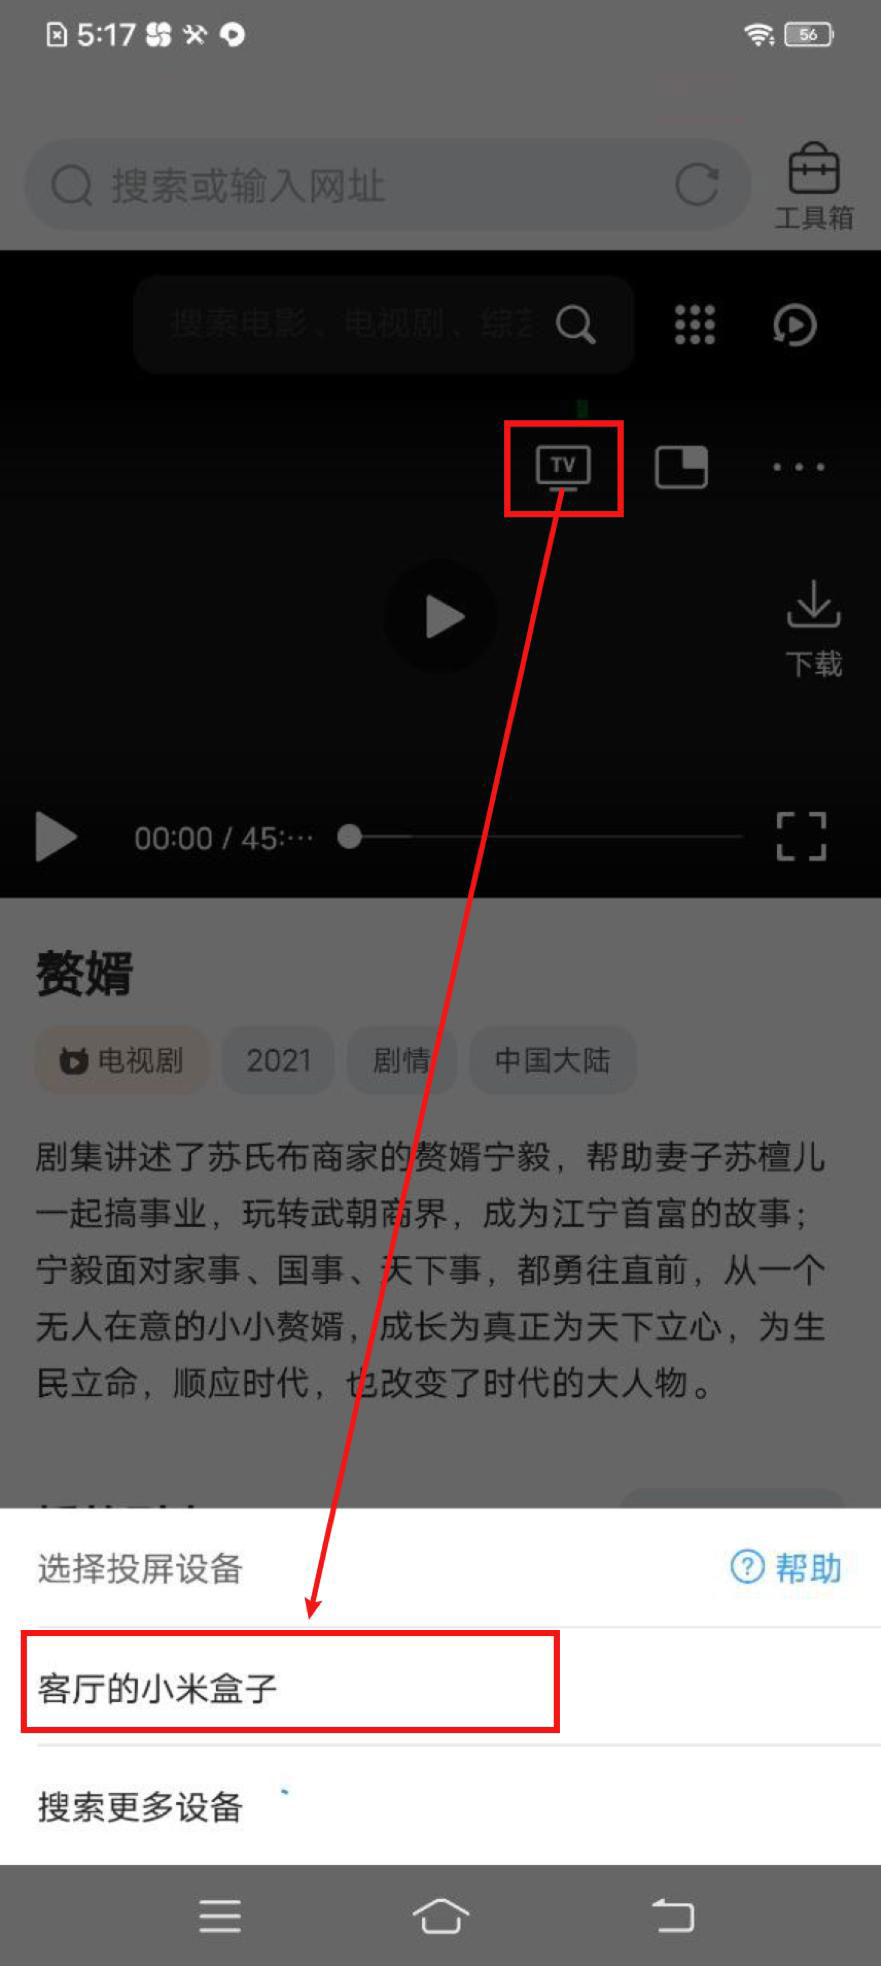 5:17
56
搜索或输入网址
工具箱
搜索电影、电视剧、综艺
TV
下载
00:00 / 45:···
赘婿
电视剧 2021 剧情 中国大陆
剧集讲述了苏氏布商家的赘婿宁毅，帮助妻子苏檀儿
一起搞事业，玩转武朝商界，成为江宁首富的故事；
宁毅面对家事、国事、天下事，都勇往直前，从一个
无人在意的小小赘婿，成长为真正为天下立心，为生
民立命，顺应时代，也改变了时代的大人物。
选择投屏设备
帮助
客厅的小米盒子
搜索更多设备